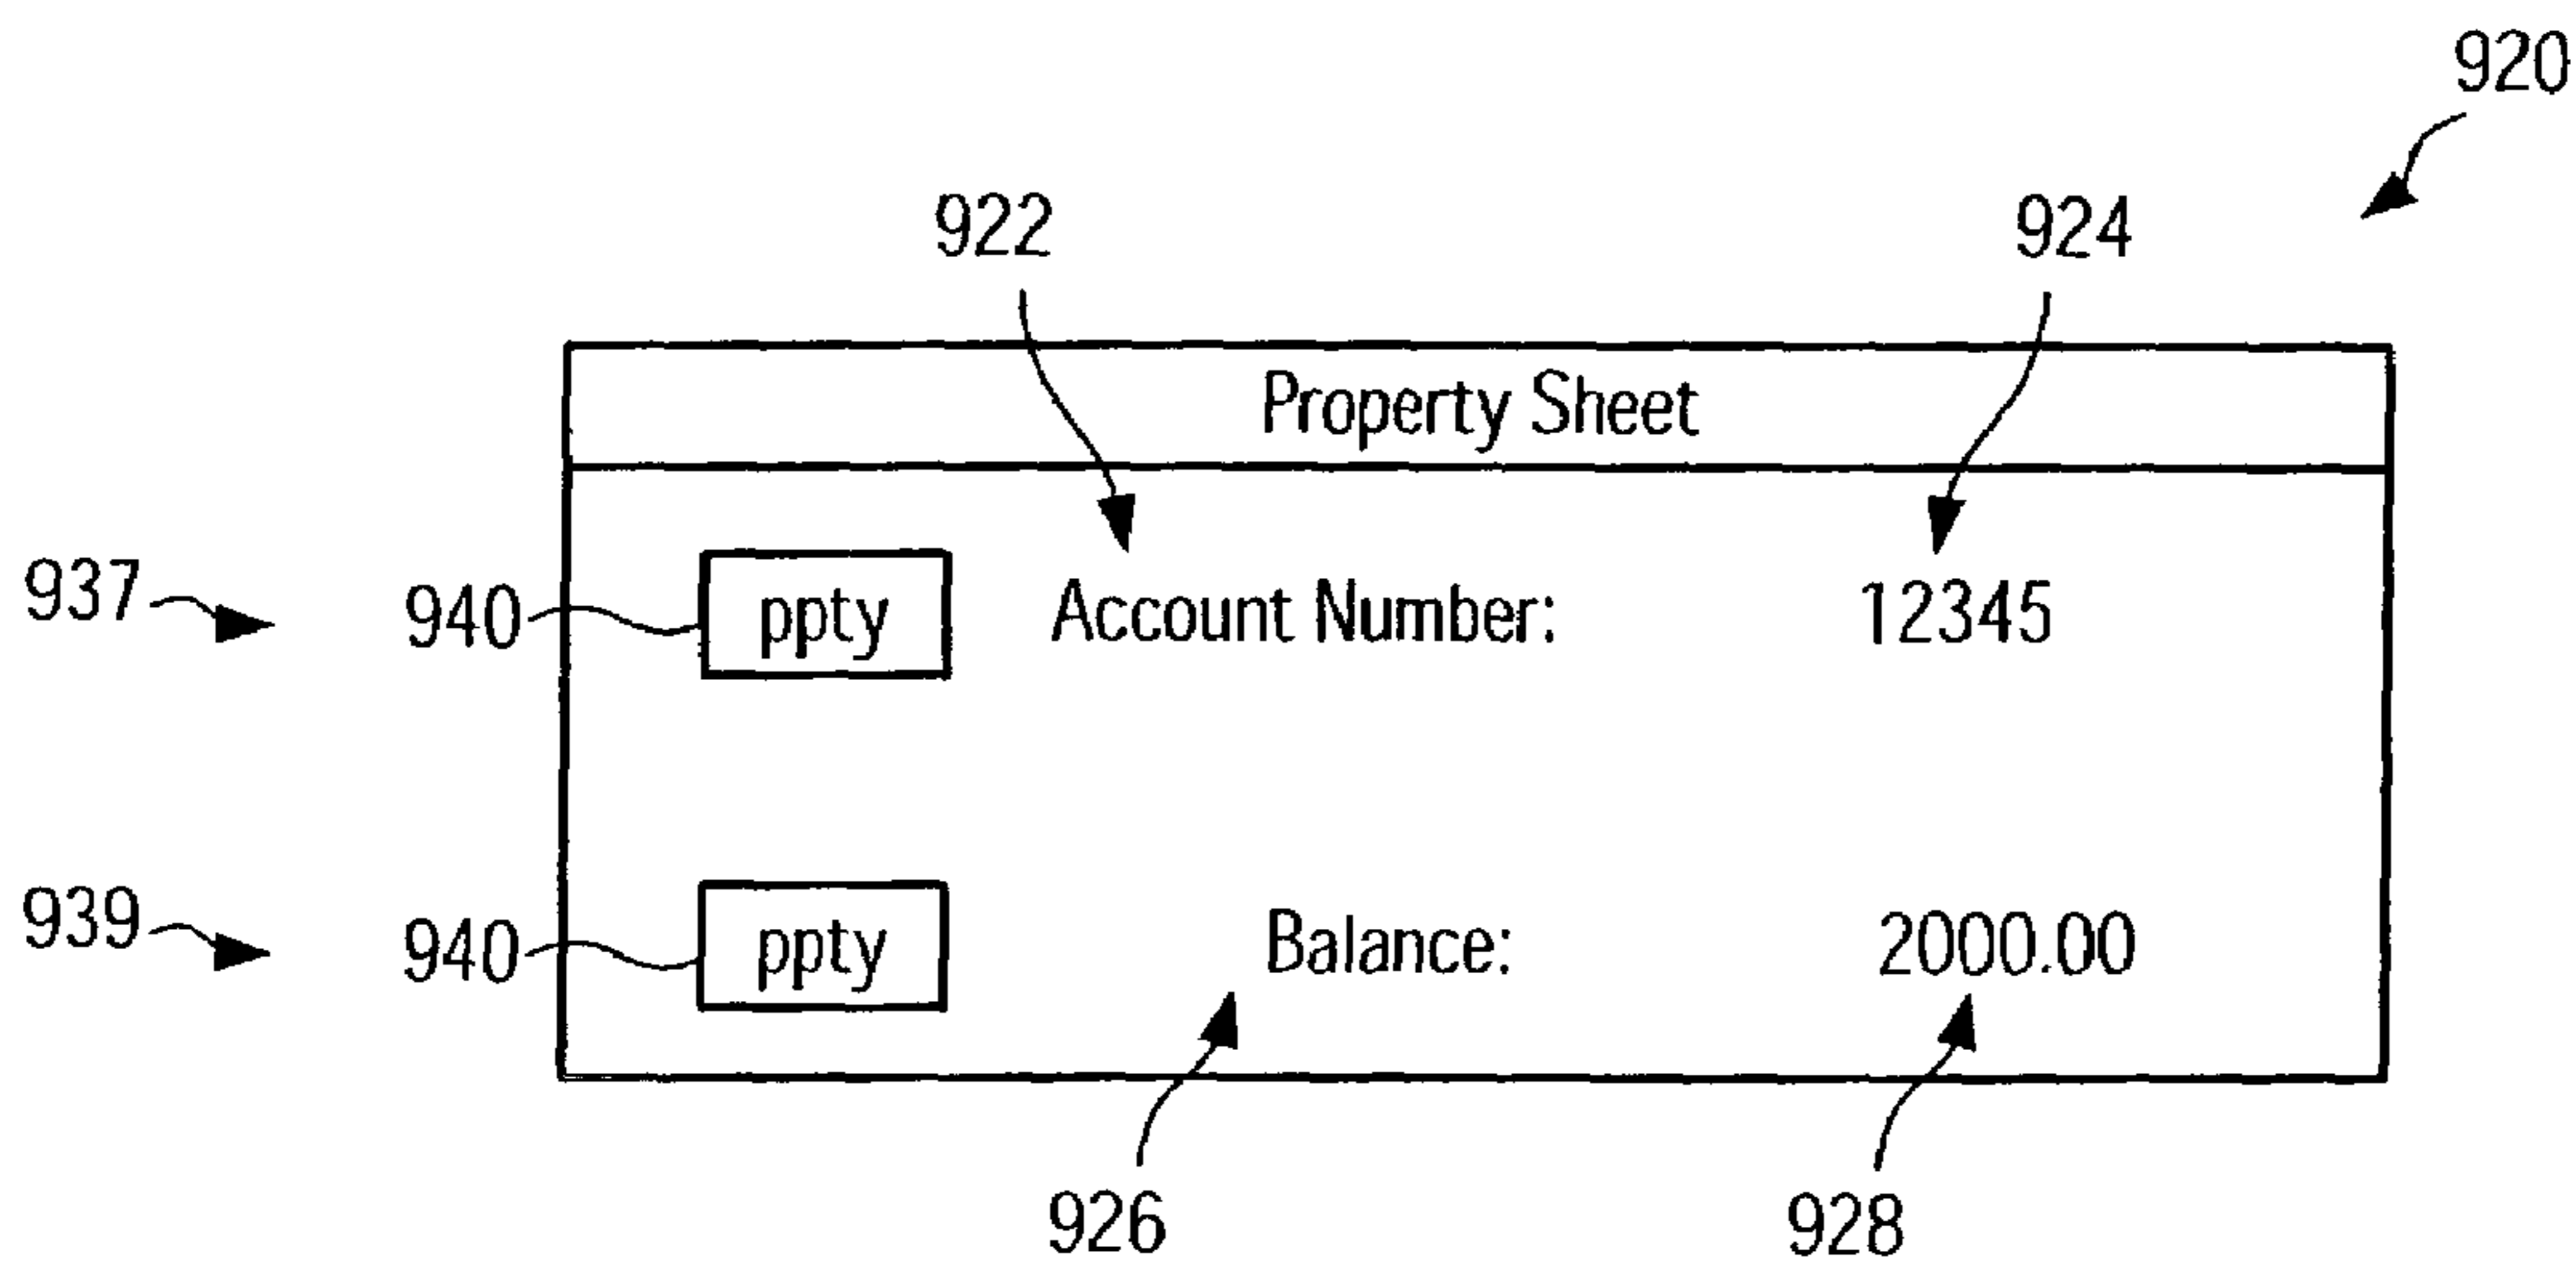 920
922 924
Property Sheet
937 940 ppty Account Number: 12345
939 940 ppty Balance: 2000.00
926 928